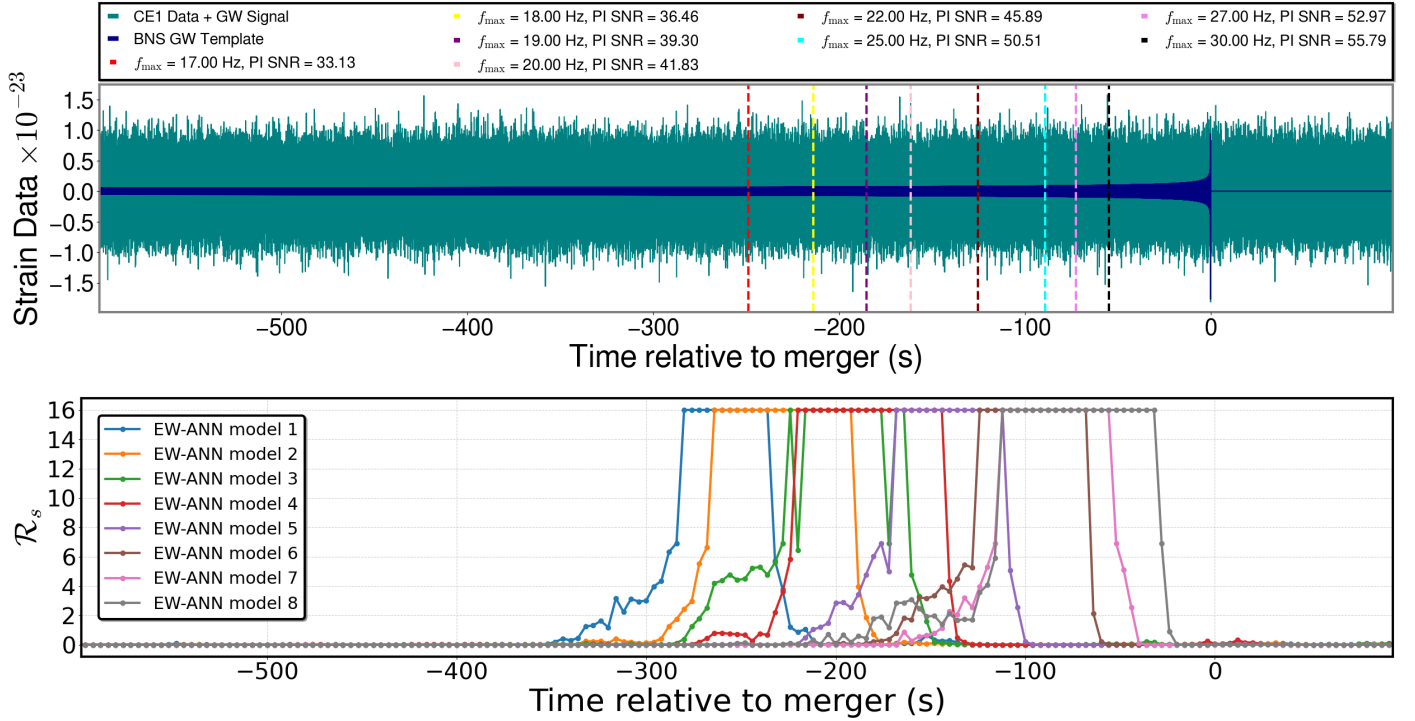 CE1 Data + GW Signal
BNS GW Template
f_max = 17.00 Hz, PI SNR = 33.13
f_max = 18.00 Hz, PI SNR = 36.46
f_max = 19.00 Hz, PI SNR = 39.30
f_max = 20.00 Hz, PI SNR = 41.83
f_max = 22.00 Hz, PI SNR = 45.89
f_max = 25.00 Hz, PI SNR = 50.51
f_max = 27.00 Hz, PI SNR = 52.97
f_max = 30.00 Hz, PI SNR = 55.79
Strain Data ×10⁻²³
1.5
1.0
0.5
0.0
−0.5
−1.0
−1.5
−500 −400 −300 −200 −100 0
Time relative to merger (s)
ℛₛ
16
14
12
10
8
6
4
2
0
EW-ANN model 1
EW-ANN model 2
EW-ANN model 3
EW-ANN model 4
EW-ANN model 5
EW-ANN model 6
EW-ANN model 7
EW-ANN model 8
−500 −400 −300 −200 −100 0
Time relative to merger (s)